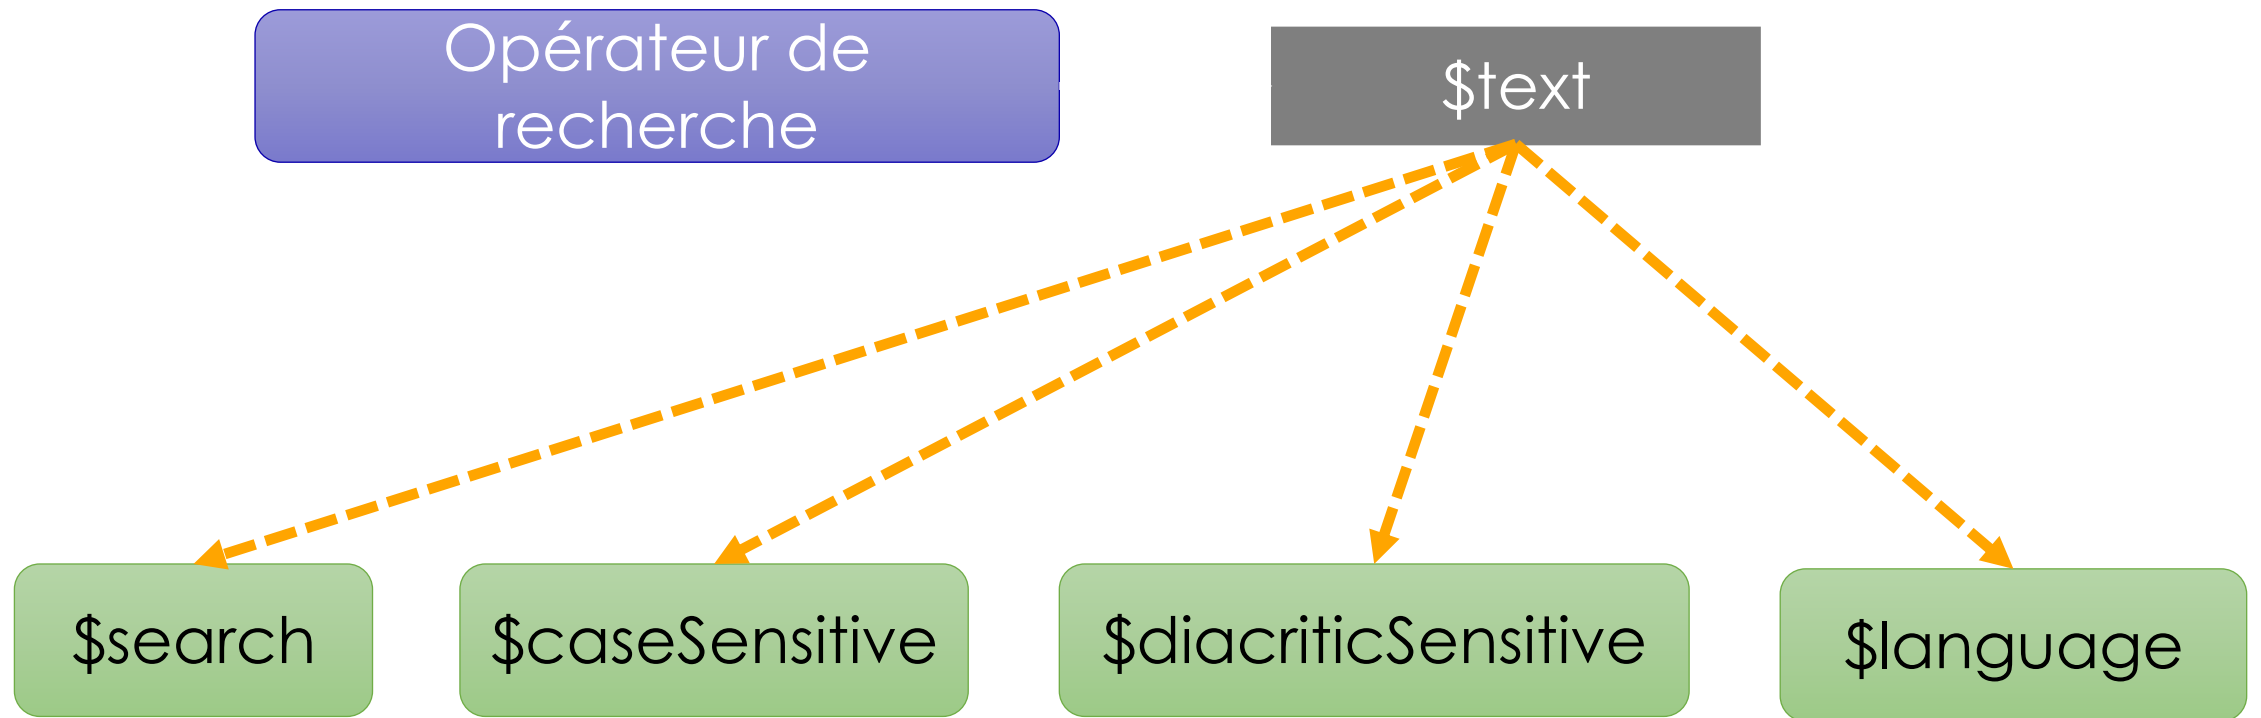 Opérateur de
recherche
$text
$search
$caseSensitive
$diacriticSensitive
$language